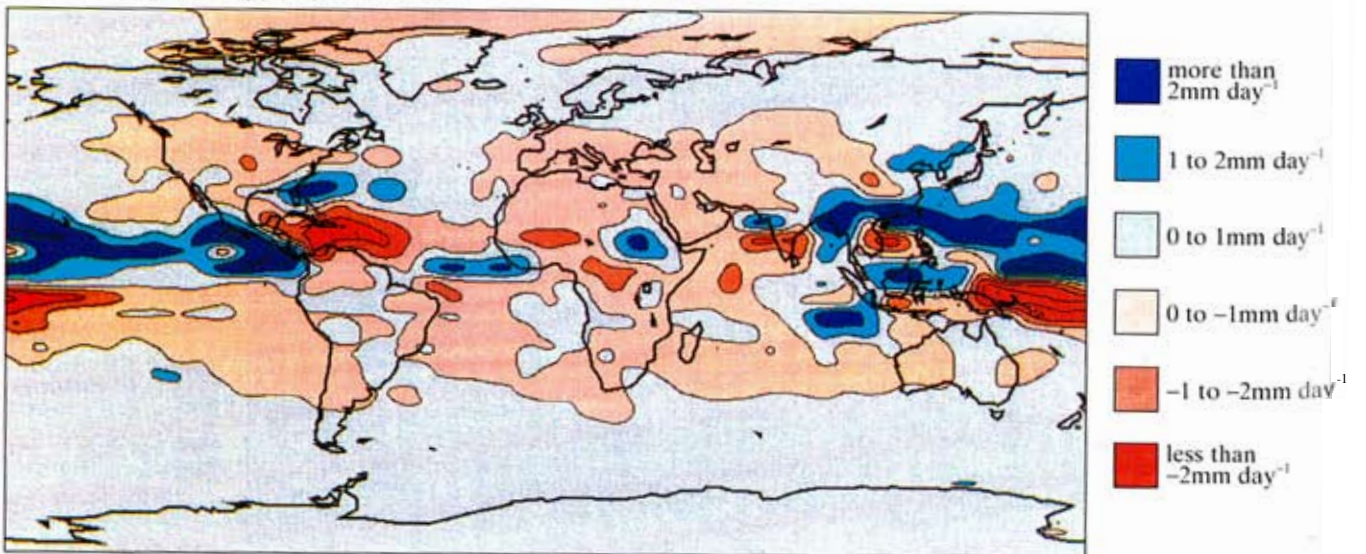 more than
2mm day⁻¹
1 to 2mm day⁻¹
0 to 1mm day⁻¹
0 to –1mm day⁻¹
–1 to –2mm day⁻¹
less than
–2mm day⁻¹